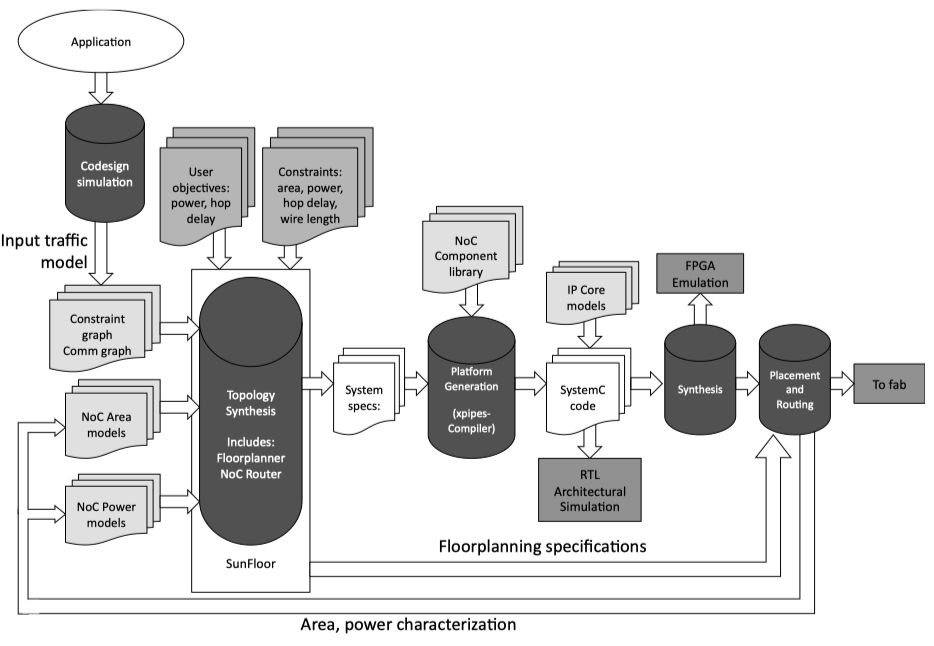 Application
Codesign
simulation
User
objectives:
power, hop
delay
Constraints:
area, power,
hop delay,
wire length
Input traffic
model
NoC
Component
library
FPGA
Emulation
IP Core
models
Constraint
graph
Comm graph
Topology
Synthesis
Includes:
Floorplanner
NoC Router
System
specs:
Platform
Generation
(xpipes-
Compiler)
SystemC
code
Synthesis
Placement
and
Routing
To fab
NoC Area
models
RTL
Architectural
Simulation
NoC Power
models
Floorplanning specifications
SunFloor
Area, power characterization